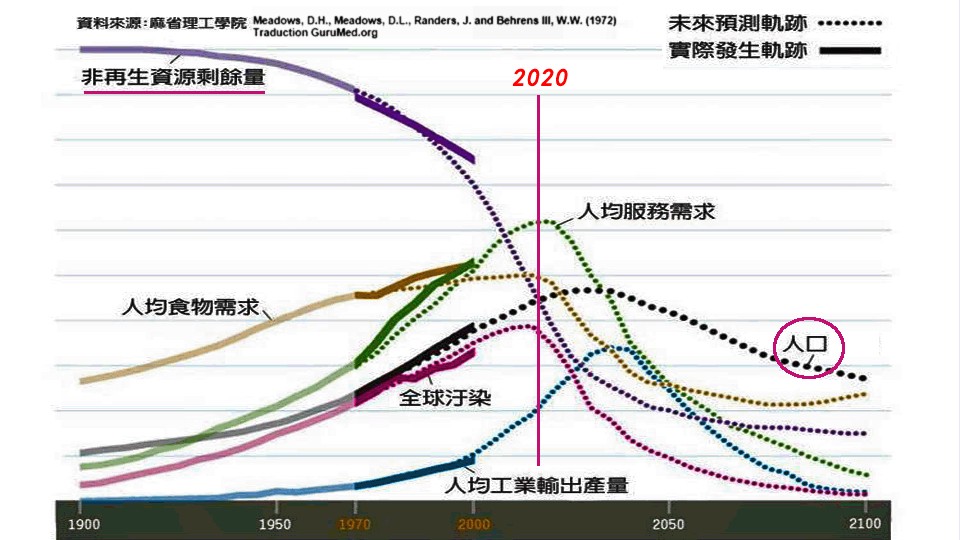 資料來源:麻省理工學院 Meadows, D.H., Meadows, D.L., Randers, J. and Behrens III, W.W. (1972)
Traduction GuruMed.org
未來預測軌跡
實際發生軌跡
非再生資源剩餘量
2020
人均服務需求
人均食物需求
人口
全球汙染
人均工業輸出產量
1900 1950 1970 2000 2050 2100